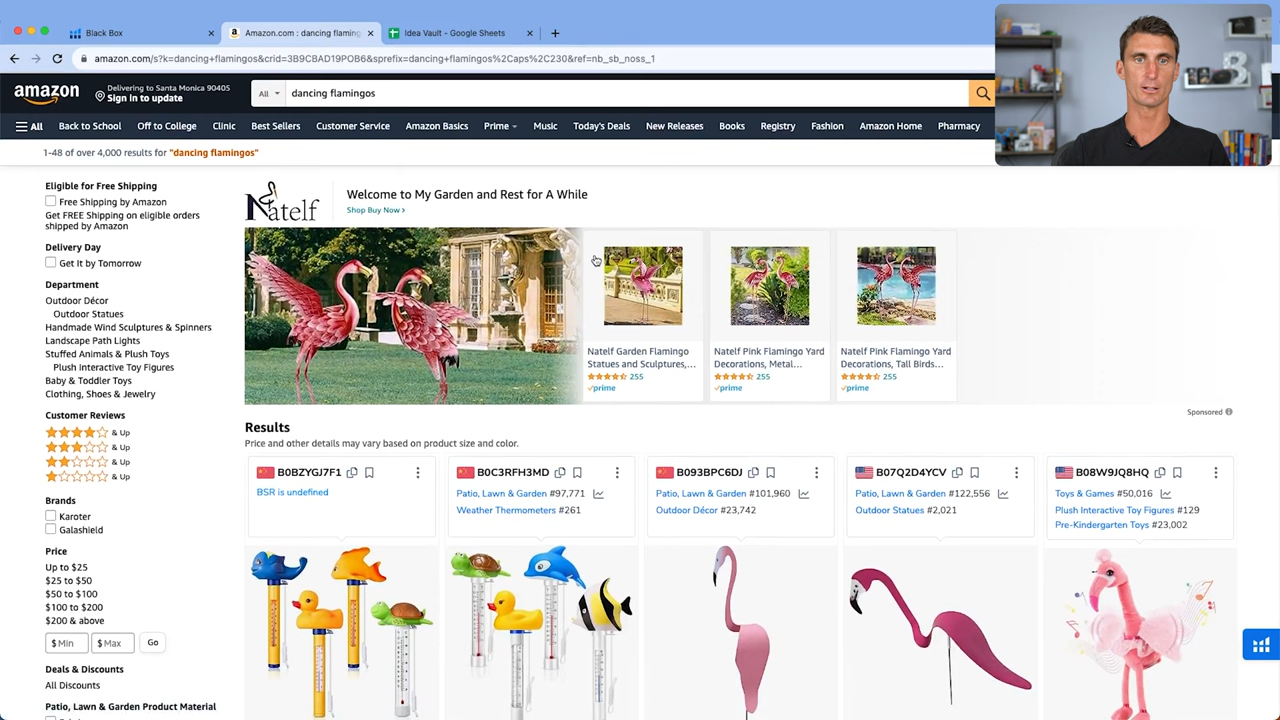 Black Box
Amazon.com : dancing flaming
Idea Vault - Google Sheets
amazon.com/s?k=dancing+flamingos&crid=3B9CBAD19POB6&sprefix=dancing+flamingos%2Caps%2C230&ref=nb_sb_noss_1
amazon
Delivering to Santa Monica 90405
Sign in to update
All
dancing flamingos
All
Back to School
Off to College
Clinic
Best Sellers
Customer Service
Amazon Basics
Prime
Music
Today's Deals
New Releases
Books
Registry
Fashion
Amazon Home
Pharmacy
1-48 of over 4,000 results for "dancing flamingos"
Eligible for Free Shipping
Free Shipping by Amazon
Get FREE Shipping on eligible orders
shipped by Amazon
Delivery Day
Get It by Tomorrow
Department
Outdoor Décor
Outdoor Statues
Handmade Wind Sculptures & Spinners
Landscape Path Lights
Stuffed Animals & Plush Toys
Plush Interactive Toy Figures
Baby & Toddler Toys
Clothing, Shoes & Jewelry
Customer Reviews
& Up
& Up
& Up
& Up
Brands
Karoter
Galashield
Price
Up to $25
$25 to $50
$50 to $100
$100 to $200
$200 & above
$ Min
$ Max
Go
Deals & Discounts
All Discounts
Patio, Lawn & Garden Product Material
Natelf
Welcome to My Garden and Rest for A While
Shop Buy Now ›
Natelf Garden Flamingo
Statues and Sculptures,...
255
prime
Natelf Pink Flamingo Yard
Decorations, Metal...
255
prime
Natelf Pink Flamingo Yard
Decorations, Tall Birds...
255
prime
Sponsored
Results
Price and other details may vary based on product size and color.
B0BZYGJ7F1
BSR is undefined
B0C3RFH3MD
Patio, Lawn & Garden #97,771
Weather Thermometers #261
B093BPC6DJ
Patio, Lawn & Garden #101,960
Outdoor Décor #23,742
B07Q2D4YCV
Patio, Lawn & Garden #122,556
Outdoor Statues #2,021
B08W9JQ8HQ
Toys & Games #50,016
Plush Interactive Toy Figures #129
Pre-Kindergarten Toys #23,002